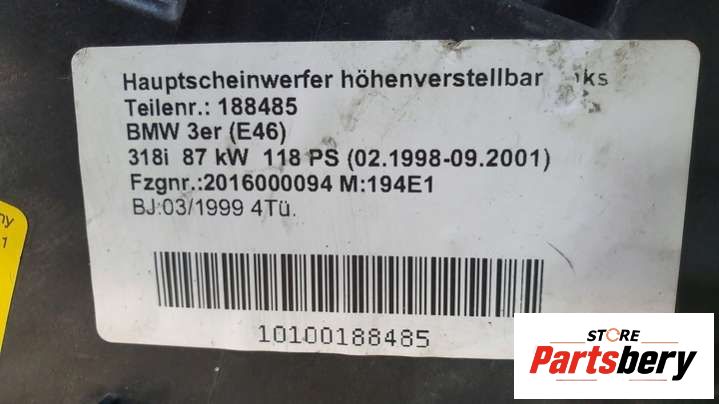 Hauptscheinwerfer höhenverstellbar
Teilenr.: 188485
BMW 3er (E46)
318i 87 kW 118 PS (02.1998-09.2001)
Fzgnr.:2016000094 M:194E1
BJ:03/1999 4Tü.
10100188485
1
STORE
Partsbery